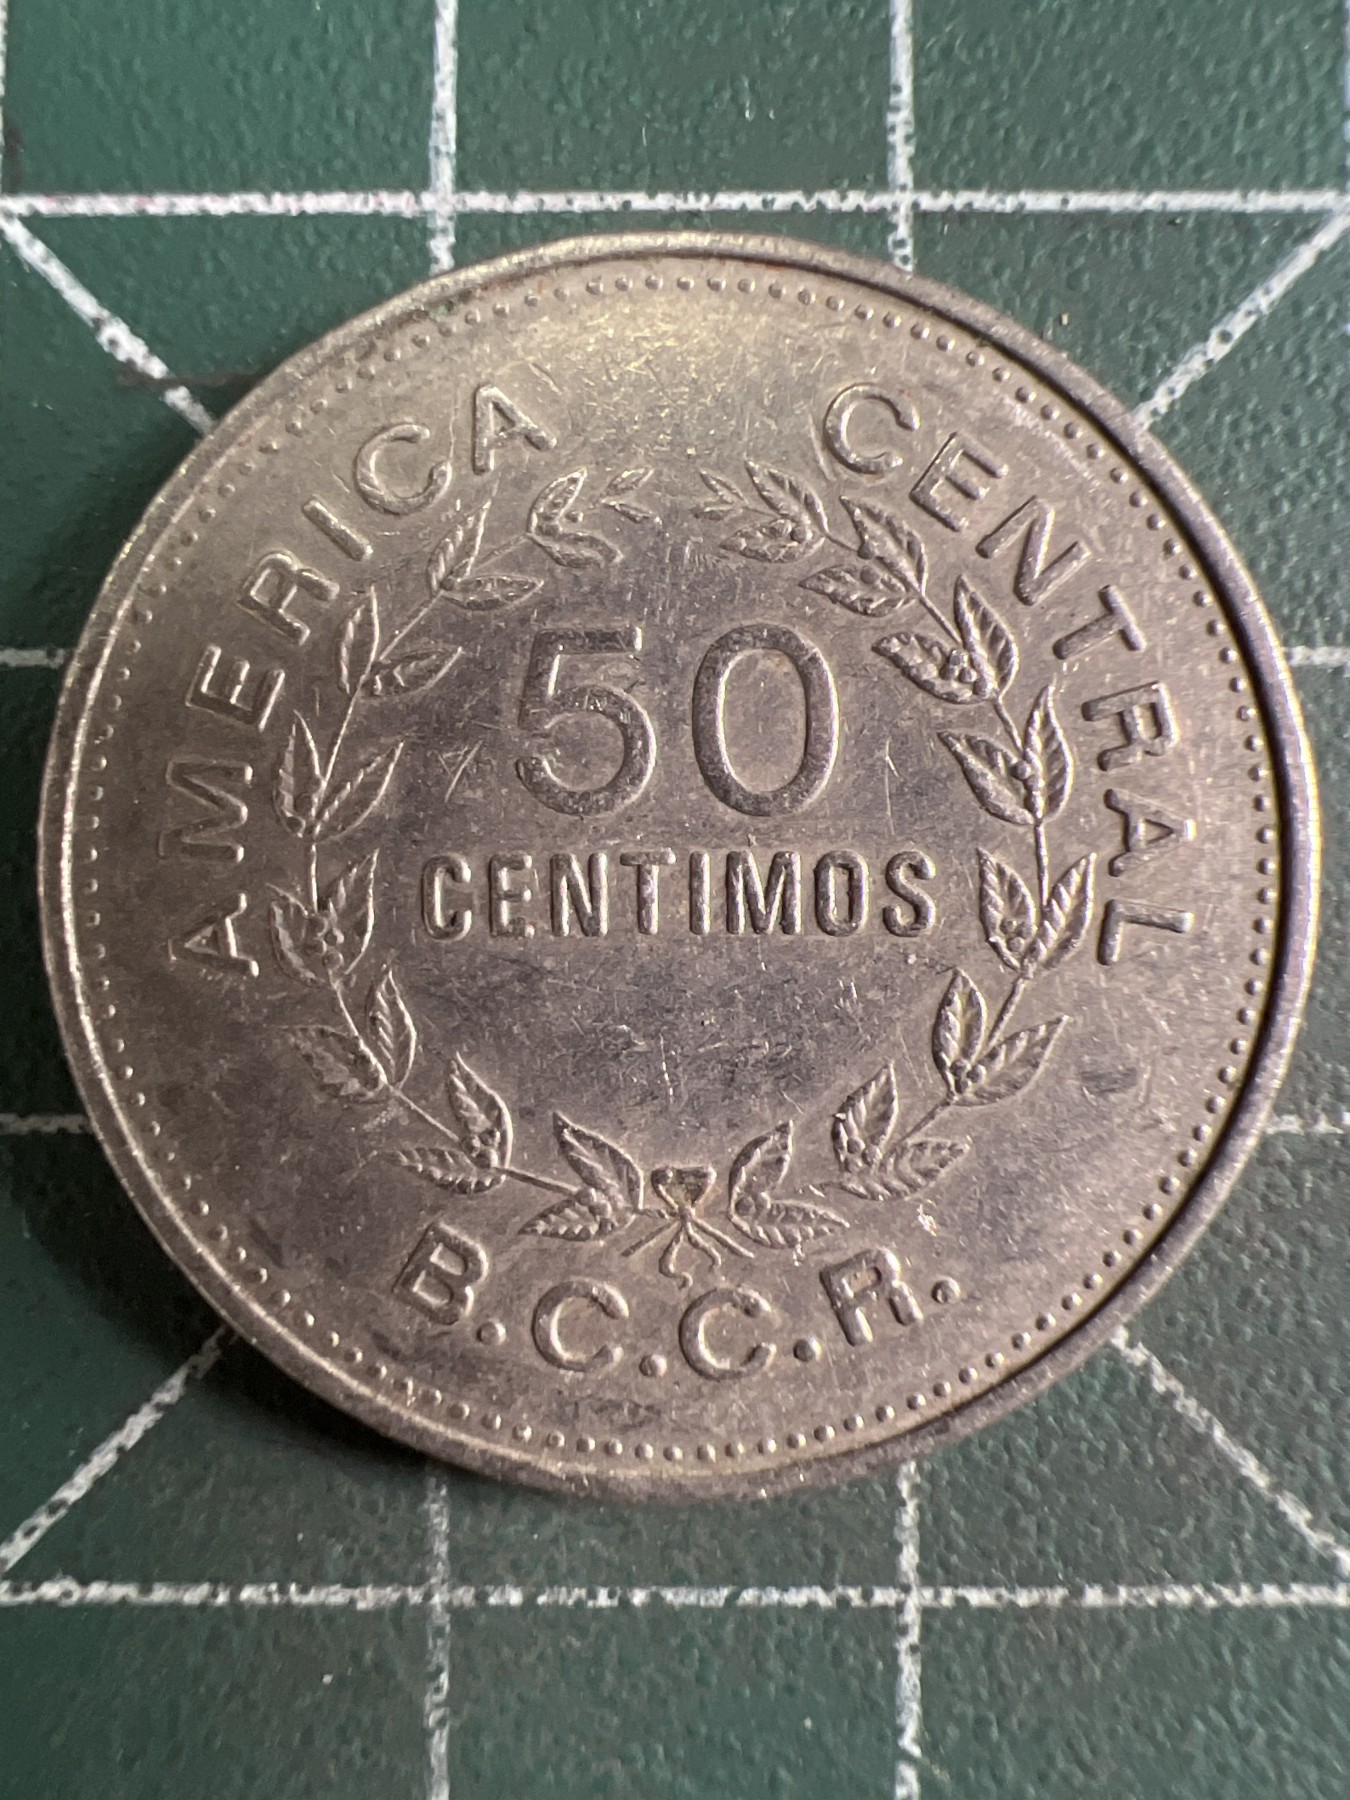 AMERICA CENTRAL
50
CENTIMOS
B.C.C.R.